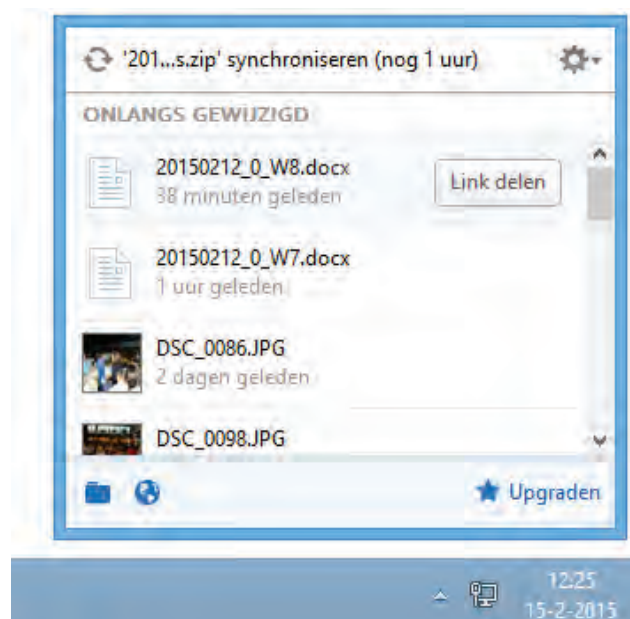 '201...s.zip' synchroniseren (nog 1 uur)
ONLANGS GEWIJZIGD
20150212_0_W8.docx
38 minuten geleden
Link delen
20150212_0_W7.docx
1 uur geleden
DSC_0086.JPG
2 dagen geleden
DSC_0098.JPG
Upgraden
12:25
15-2-2015